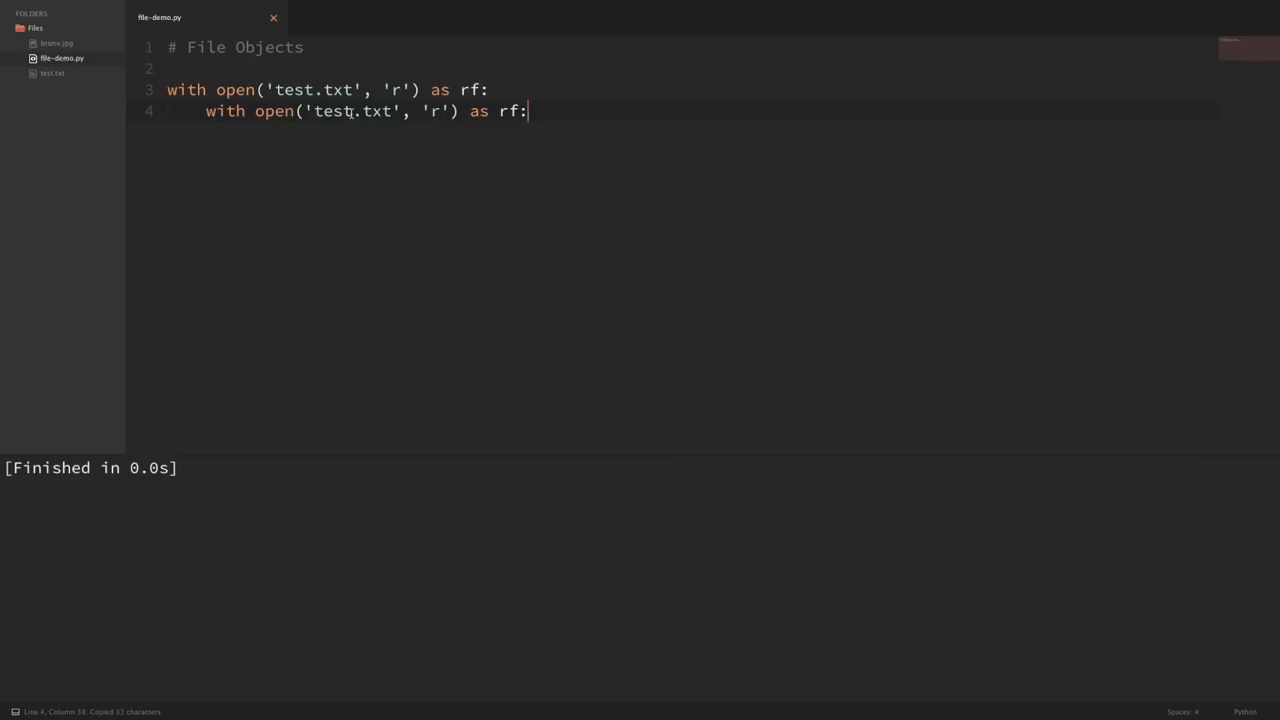 FOLDERS
Files
bronx.jpg
file-demo.py
test.txt
file-demo.py
1 # File Objects
2
3 with open('test.txt', 'r') as rf:
4     with open('test.txt', 'r') as rf:
[Finished in 0.0s]
Line 4, Column 38; Copied 33 characters
Spaces: 4
Python